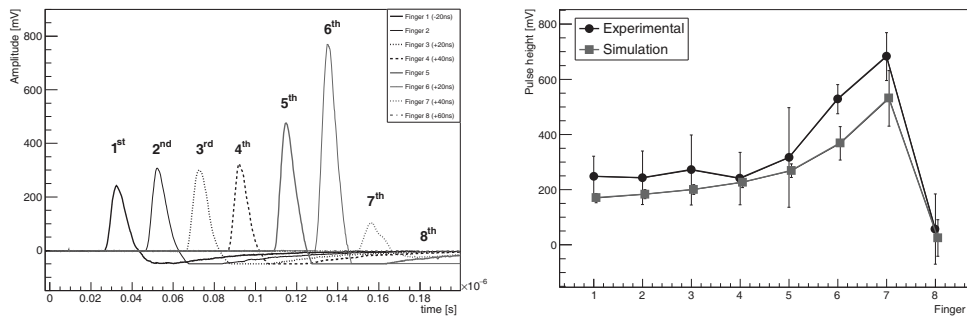 Amplitude [mV]
800
600
400
200
0
0 0.02 0.04 0.06 0.08 0.1 0.12 0.14 0.16 0.18
×10⁻⁶
time [s]
1st
2nd
3rd
4th
5th
6th
7th
8th
Finger 1 (-20ns)
Finger 2
Finger 3 (+20ns)
Finger 4 (+40ns)
Finger 5
Finger 6 (+20ns)
Finger 7 (+40ns)
Finger 8 (+60ns)
Pulse height [mV]
800
600
400
200
0
1 2 3 4 5 6 7 8
Finger
Experimental
Simulation